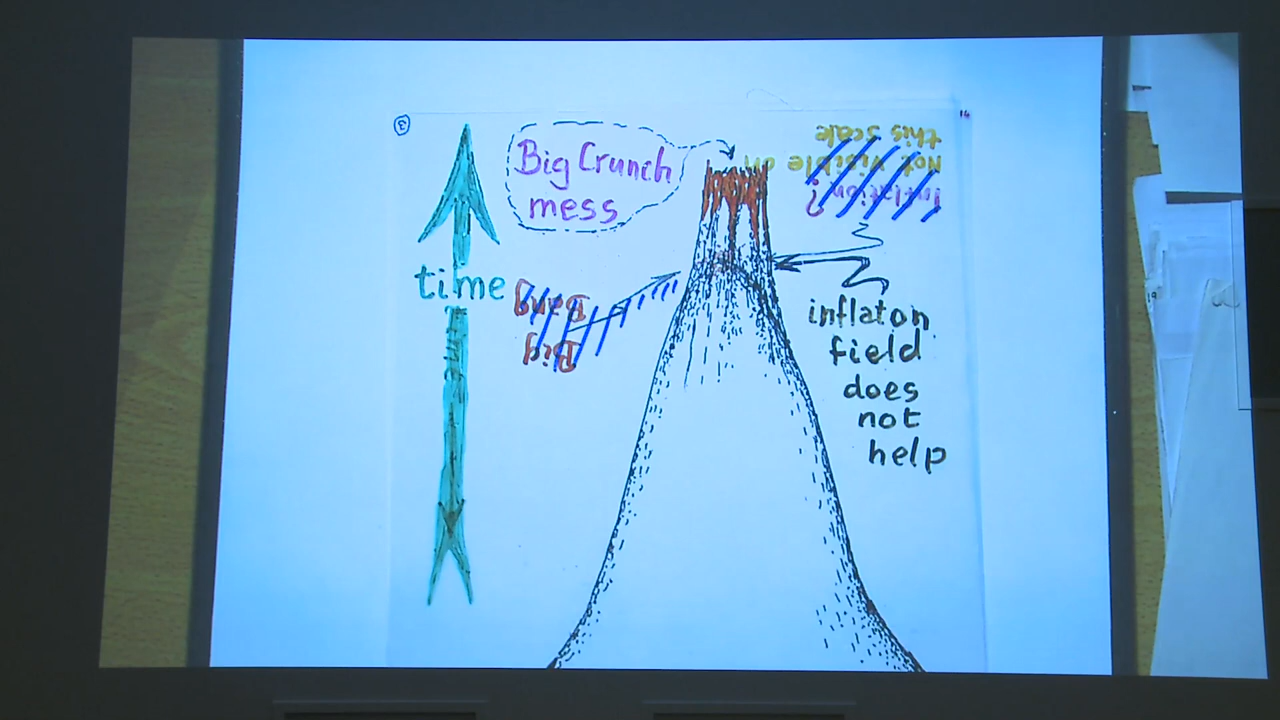 Big Crunch
mess
this scale
Not visible on
Inflation?
time
Big
Bang
inflaton
field
does
not
help